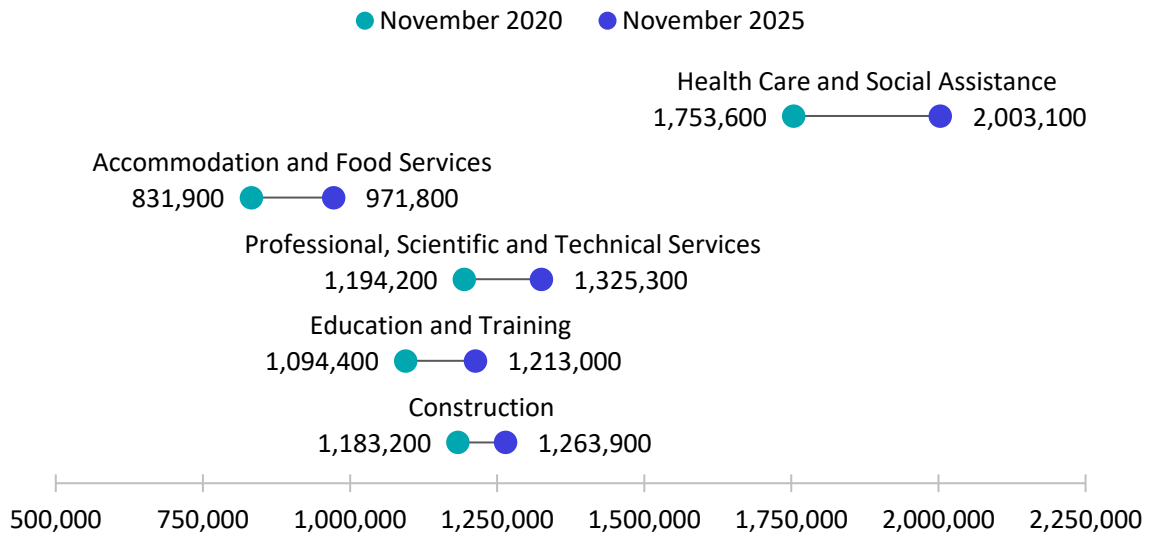 November 2020 November 2025
Health Care and Social Assistance
1,753,600 2,003,100
Accommodation and Food Services
831,900 971,800
Professional, Scientific and Technical Services
1,194,200 1,325,300
Education and Training
1,094,400 1,213,000
Construction
1,183,200 1,263,900
500,000 750,000 1,000,000 1,250,000 1,500,000 1,750,000 2,000,000 2,250,000